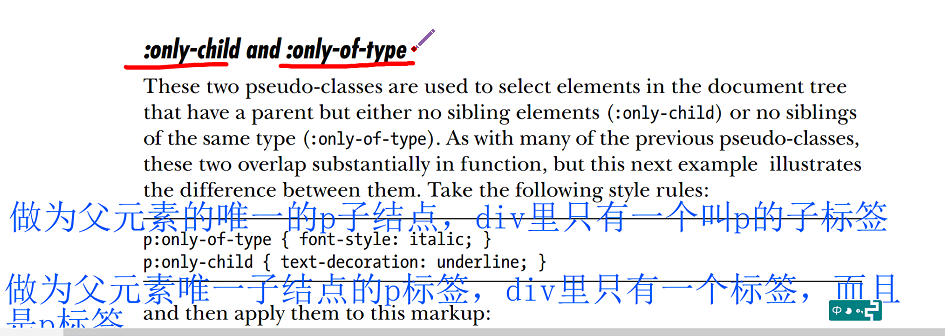 :only-child and :only-of-type
These two pseudo-classes are used to select elements in the document tree
that have a parent but either no sibling elements (:only-child) or no siblings
of the same type (:only-of-type). As with many of the previous pseudo-classes,
these two overlap substantially in function, but this next example illustrates
the difference between them. Take the following style rules:
做为父元素的唯一的p子结点，div里只有一个叫p的子标签
p:only-of-type { font-style: italic; }
p:only-child { text-decoration: underline; }
做为父元素唯一子结点的p标签，div里只有一个标签，而且
是p标签
and then apply them to this markup:
中